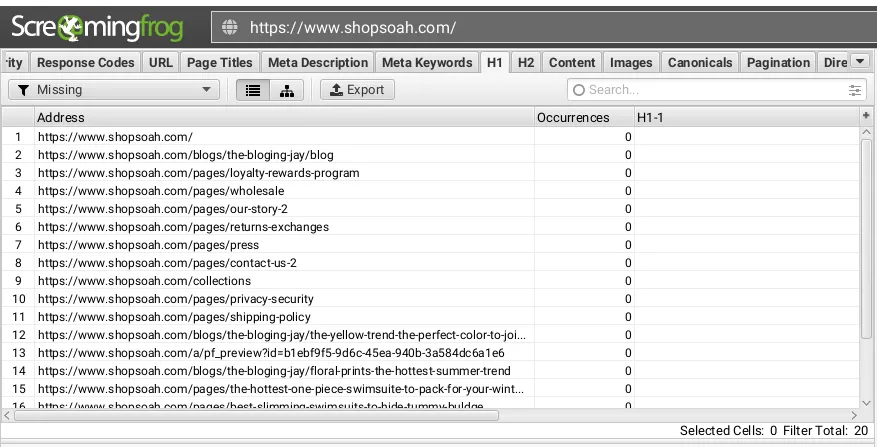 Screamingfrog https://www.shopsoah.com/
rity Response Codes URL Page Titles Meta Description Meta Keywords H1 H2 Content Images Canonicals Pagination Dire
Missing Export Search...
Address Occurrences H1-1 +
1 https://www.shopsoah.com/ 0
2 https://www.shopsoah.com/blogs/the-bloging-jay/blog 0
3 https://www.shopsoah.com/pages/loyalty-rewards-program 0
4 https://www.shopsoah.com/pages/wholesale 0
5 https://www.shopsoah.com/pages/our-story-2 0
6 https://www.shopsoah.com/pages/returns-exchanges 0
7 https://www.shopsoah.com/pages/press 0
8 https://www.shopsoah.com/pages/contact-us-2 0
9 https://www.shopsoah.com/collections 0
10 https://www.shopsoah.com/pages/privacy-security 0
11 https://www.shopsoah.com/pages/shipping-policy 0
12 https://www.shopsoah.com/blogs/the-bloging-jay/the-yellow-trend-the-perfect-color-to-joi... 0
13 https://www.shopsoah.com/a/pf_preview?id=b1ebf9f5-9d6c-45ea-940b-3a584dc6a1e6 0
14 https://www.shopsoah.com/blogs/the-bloging-jay/floral-prints-the-hottest-summer-trend 0
15 https://www.shopsoah.com/pages/the-hottest-one-piece-swimsuite-to-pack-for-your-wint... 0
16 https://www.shopsoah.com/pages/best-slimming-swimsuits-to-hide-tummy-buldge 0
Selected Cells: 0 Filter Total: 20